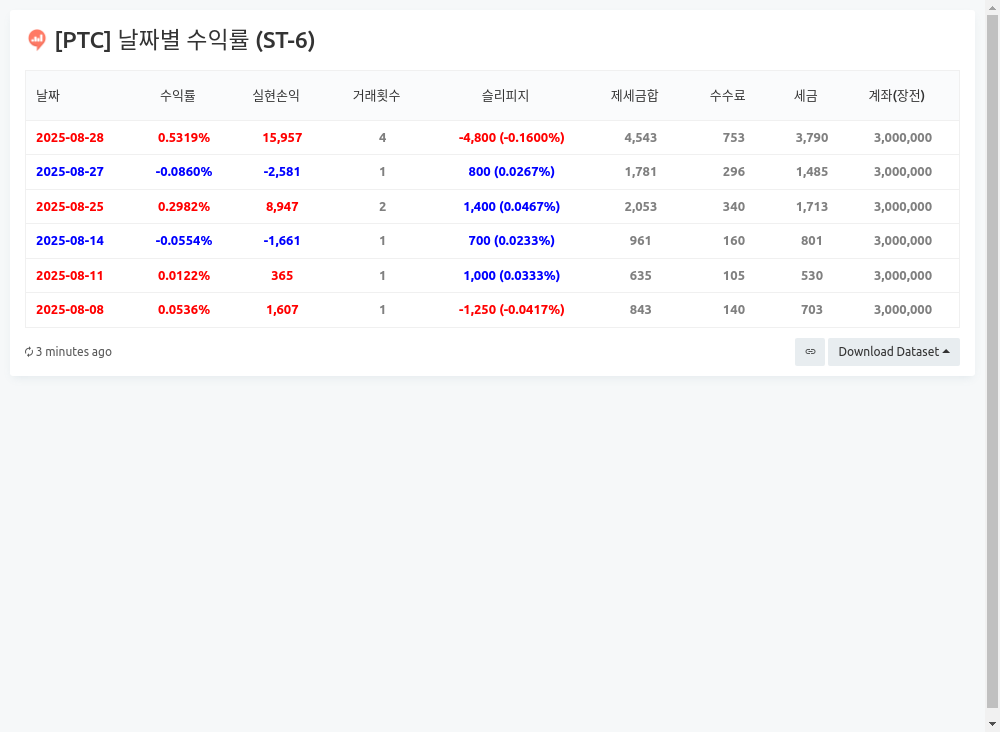 [PTC] 날짜별 수익률 (ST-6)
날짜 수익률 실현손익 거래횟수 슬리피지 제세금합 수수료 세금 계좌(장전)
2025-08-28 0.5319% 15,957 4 -4,800 (-0.1600%) 4,543 753 3,790 3,000,000
2025-08-27 -0.0860% -2,581 1 800 (0.0267%) 1,781 296 1,485 3,000,000
2025-08-25 0.2982% 8,947 2 1,400 (0.0467%) 2,053 340 1,713 3,000,000
2025-08-14 -0.0554% -1,661 1 700 (0.0233%) 961 160 801 3,000,000
2025-08-11 0.0122% 365 1 1,000 (0.0333%) 635 105 530 3,000,000
2025-08-08 0.0536% 1,607 1 -1,250 (-0.0417%) 843 140 703 3,000,000
3 minutes ago Download Dataset